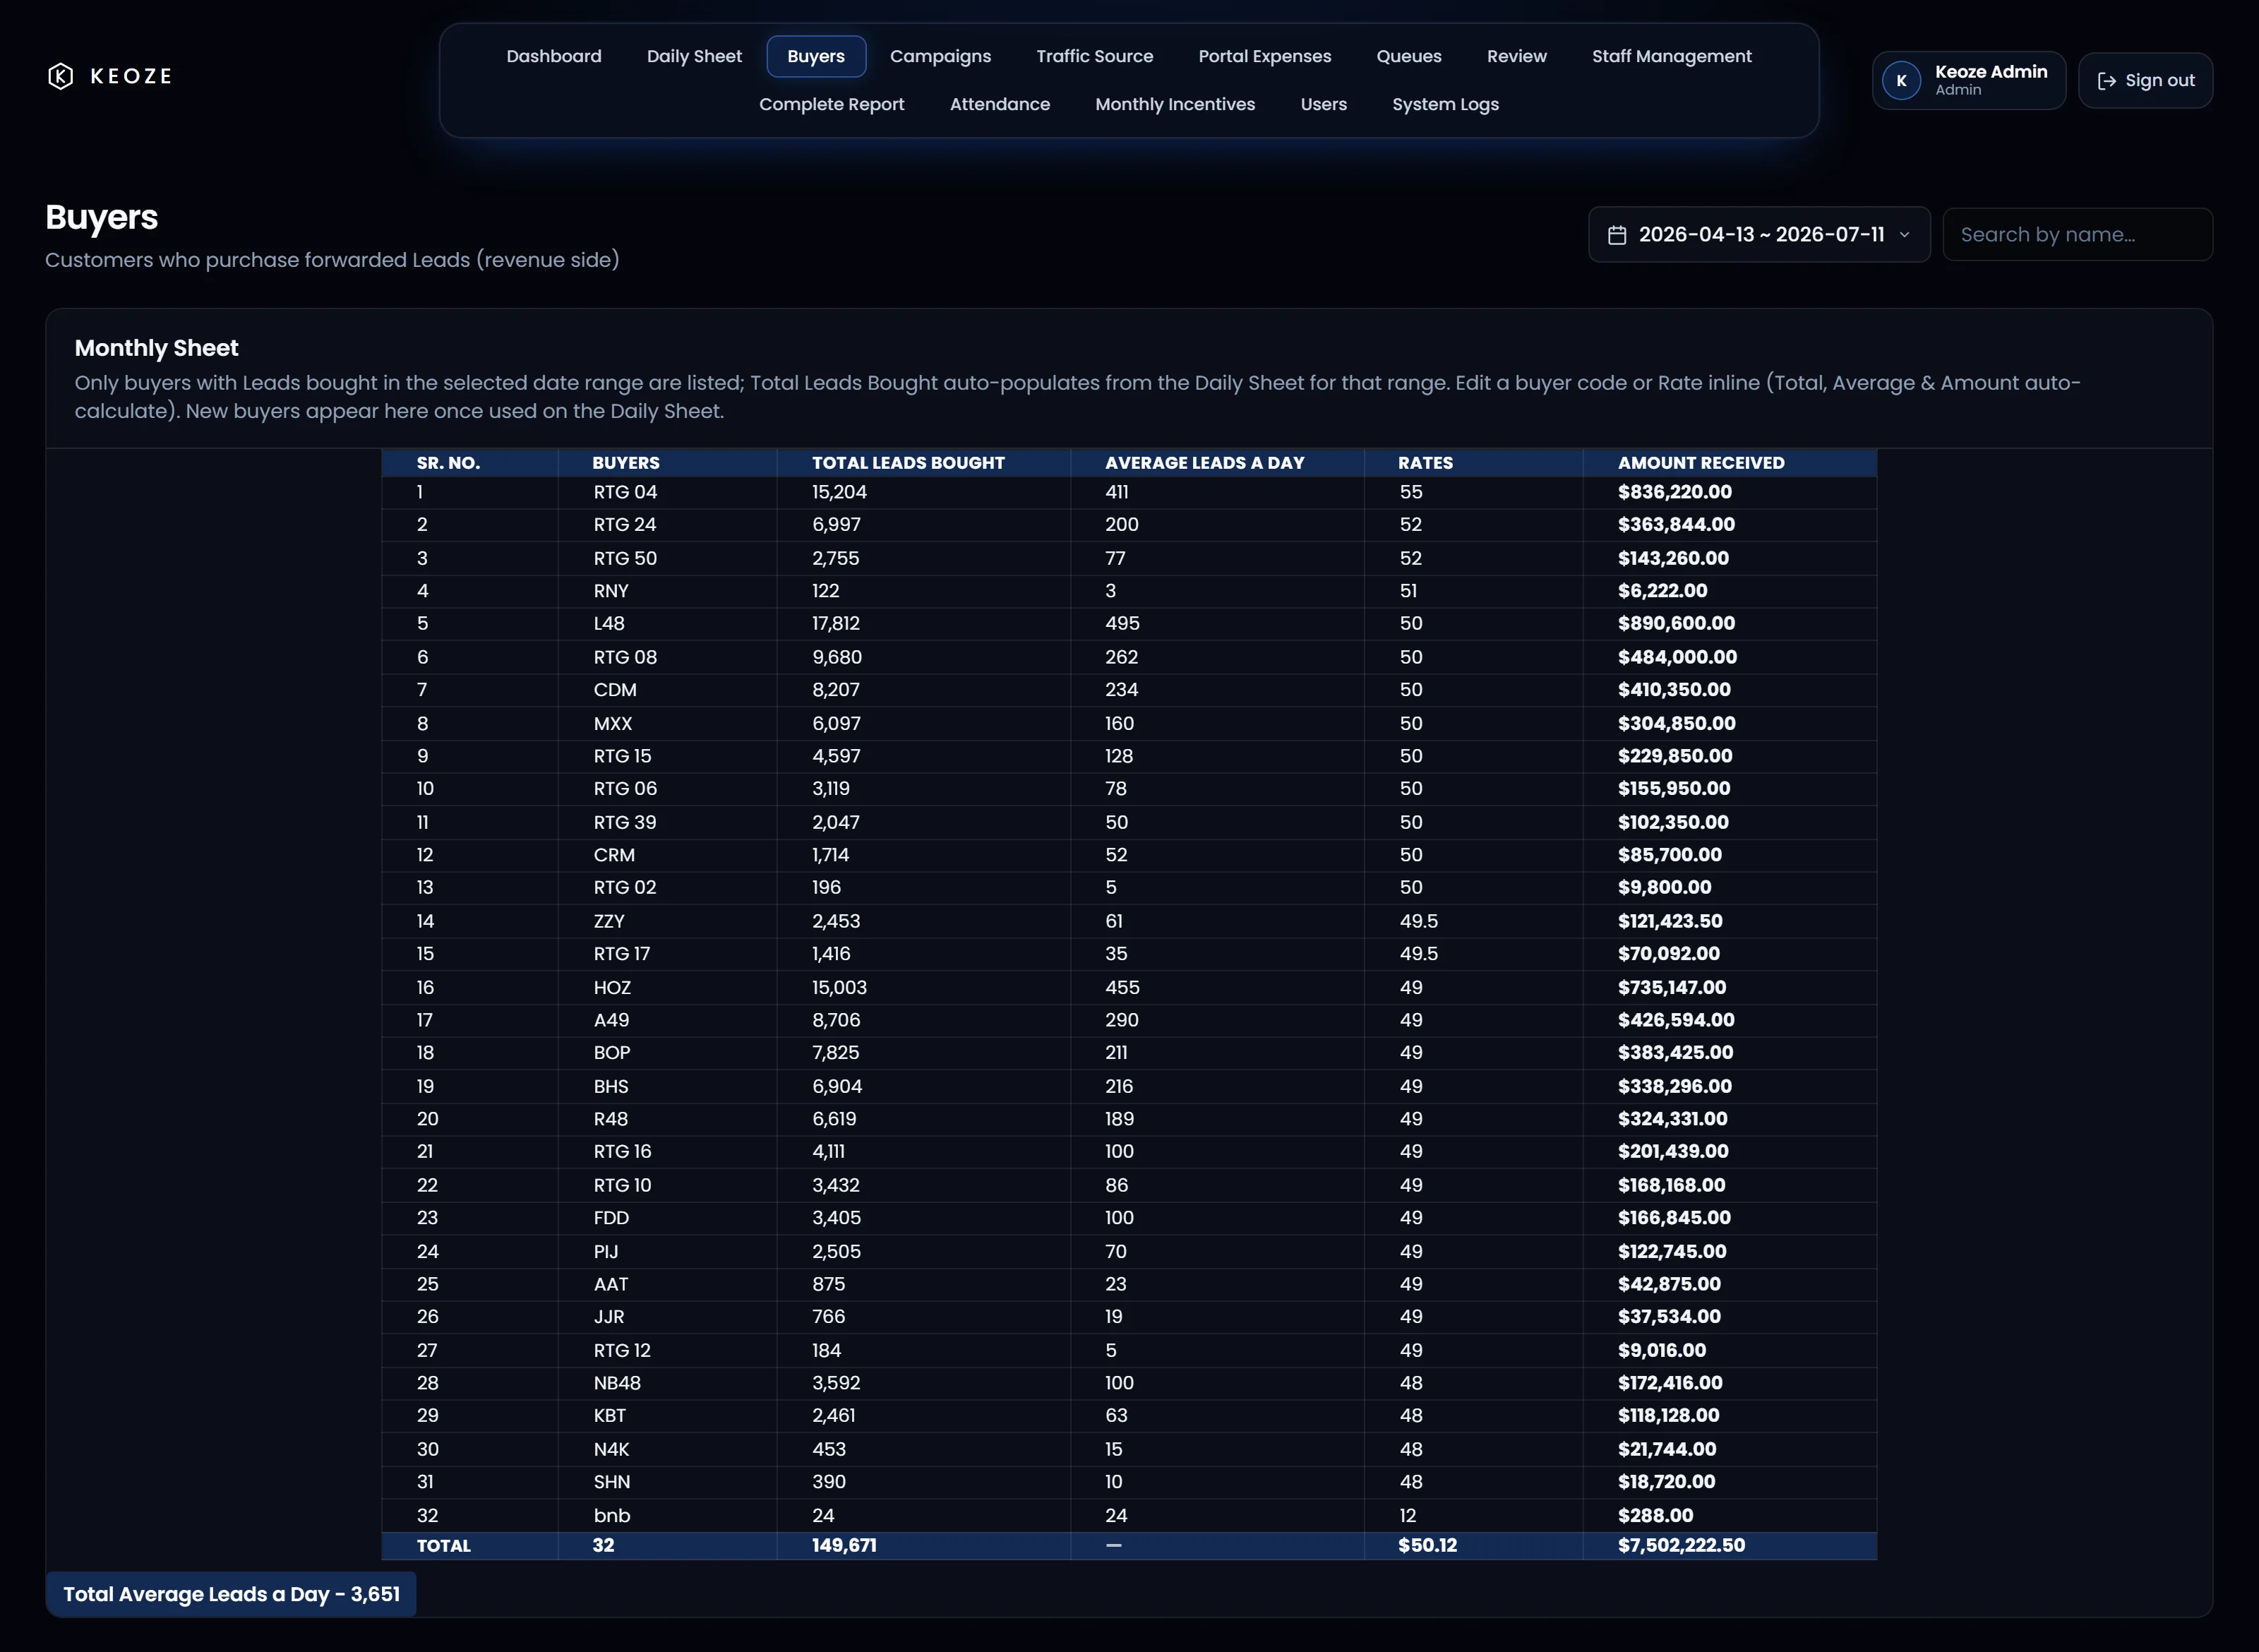 KEOZE
Dashboard Daily Sheet Buyers Campaigns Traffic Source Portal Expenses Queues Review Staff Management
Complete Report Attendance Monthly Incentives Users System Logs
K Keoze Admin
Admin
Sign out
Buyers
Customers who purchase forwarded Leads (revenue side)
2026-04-13 ~ 2026-07-11
Search by name...
Monthly Sheet
Only buyers with Leads bought in the selected date range are listed; Total Leads Bought auto-populates from the Daily Sheet for that range. Edit a buyer code or Rate inline (Total, Average & Amount auto-
calculate). New buyers appear here once used on the Daily Sheet.
SR. NO. BUYERS TOTAL LEADS BOUGHT AVERAGE LEADS A DAY RATES AMOUNT RECEIVED
1 RTG 04 15,204 411 55 $836,220.00
2 RTG 24 6,997 200 52 $363,844.00
3 RTG 50 2,755 77 52 $143,260.00
4 RNY 122 3 51 $6,222.00
5 L48 17,812 495 50 $890,600.00
6 RTG 08 9,680 262 50 $484,000.00
7 CDM 8,207 234 50 $410,350.00
8 MXX 6,097 160 50 $304,850.00
9 RTG 15 4,597 128 50 $229,850.00
10 RTG 06 3,119 78 50 $155,950.00
11 RTG 39 2,047 50 50 $102,350.00
12 CRM 1,714 52 50 $85,700.00
13 RTG 02 196 5 50 $9,800.00
14 ZZY 2,453 61 49.5 $121,423.50
15 RTG 17 1,416 35 49.5 $70,092.00
16 HOZ 15,003 455 49 $735,147.00
17 A49 8,706 290 49 $426,594.00
18 BOP 7,825 211 49 $383,425.00
19 BHS 6,904 216 49 $338,296.00
20 R48 6,619 189 49 $324,331.00
21 RTG 16 4,111 100 49 $201,439.00
22 RTG 10 3,432 86 49 $168,168.00
23 FDD 3,405 100 49 $166,845.00
24 PIJ 2,505 70 49 $122,745.00
25 AAT 875 23 49 $42,875.00
26 JJR 766 19 49 $37,534.00
27 RTG 12 184 5 49 $9,016.00
28 NB48 3,592 100 48 $172,416.00
29 KBT 2,461 63 48 $118,128.00
30 N4K 453 15 48 $21,744.00
31 SHN 390 10 48 $18,720.00
32 bnb 24 24 12 $288.00
TOTAL 32 149,671 — $50.12 $7,502,222.50
Total Average Leads a Day - 3,651